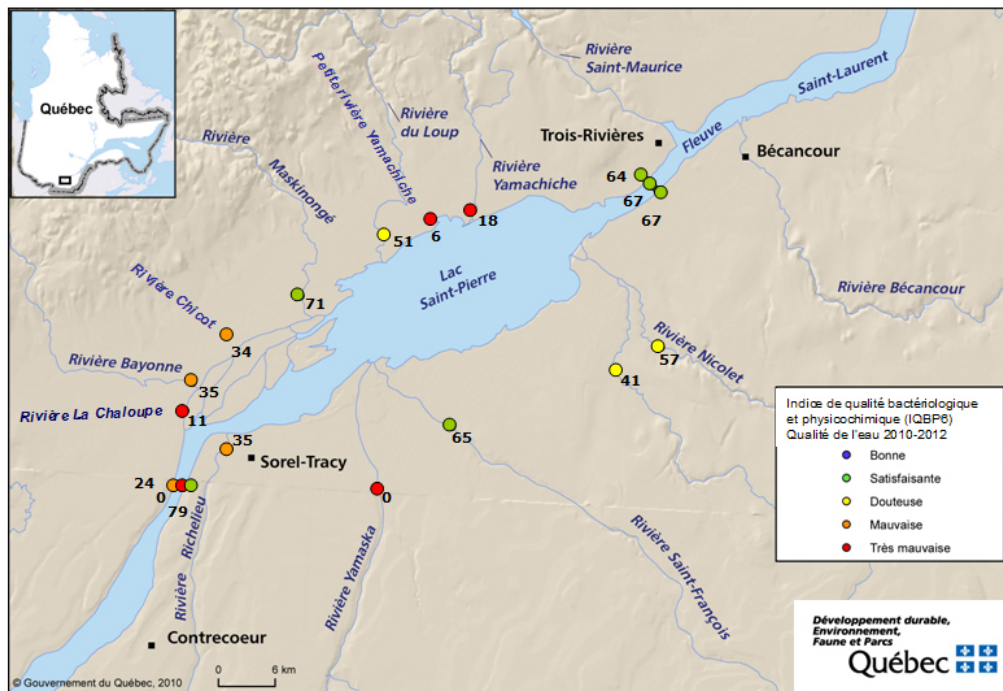 Québec
Rivière
Saint-Maurice
Saint-Laurent
Fleuve
Petite rivière Yamachiche
Rivière
du Loup
Rivière
Yamachiche
Trois-Rivières
Bécancour
Rivière
Maskinongé
64
67
67
18
6
51
Lac
Saint-Pierre
71
Rivière Bécancour
Rivière Chicot
34
Rivière Nicolet
57
41
Rivière Bayonne
35
Rivière La Chaloupe
11
35
65
Sorel-Tracy
24
0
79
0
Rivière Richelieu
Rivière Yamaska
Rivière Saint-François
Contrecoeur
0 6 km
© Gouvernement du Québec, 2010
Indice de qualité bactériologique
et physicochimique (IQBP6)
Qualité de l'eau 2010-2012
Bonne
Satisfaisante
Douteuse
Mauvaise
Très mauvaise
Développement durable,
Environnement,
Faune et Parcs
Québec